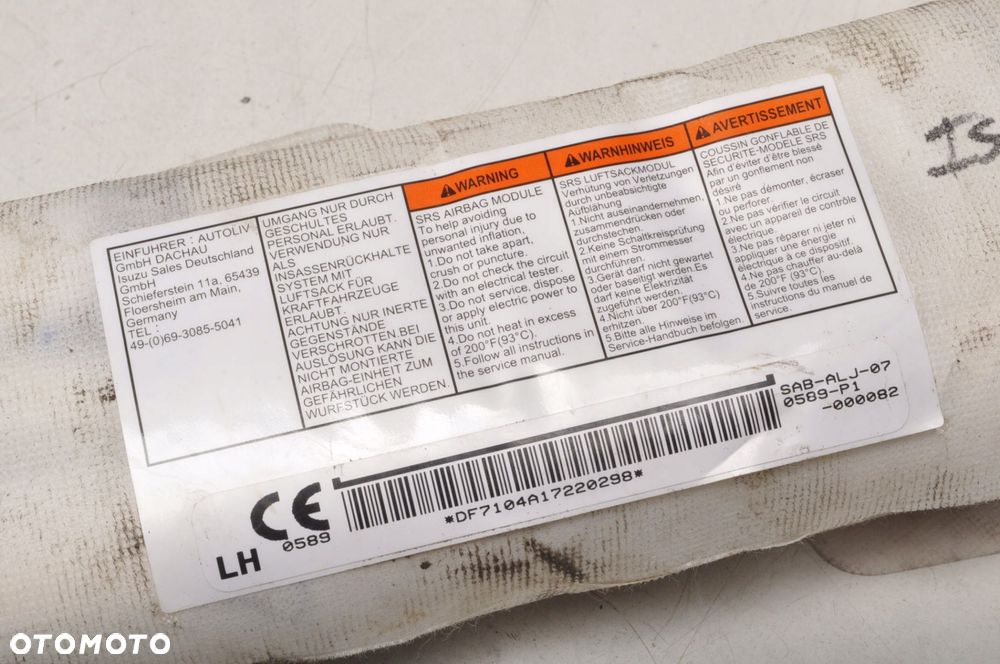 EINFUHRER : AUTOLIV
GmbH DACHAU
Isuzu Sales Deutschland
GmbH
Schieferstein 11a, 65439
Floersheim am Main,
Germany
TEL :
49-(0)69-3085-5041
UMGANG NUR DURCH
GESCHULTES
PERSONAL ERLAUBT.
VERWENDUNG NUR
ALS
INSASSENRÜCKHALTE
SYSTEM MIT
LUFTSACK FÜR
KRAFTFAHRZEUGE
ERLAUBT.
ACHTUNG NUR INERTE
GEGENSTÄNDE
VERSCHROTTEN BEI
AUSLÖSUNG KANN DIE
NICHT MONTIERTE
AIRBAG-EINHEIT ZUM
GEFÄHRLICHEN
WURFSTÜCK WERDEN.
WARNING
SRS AIRBAG MODULE
To help avoiding
personal injury due to
unwanted inflation,
1.Do not take apart,
crush or puncture.
2.Do not check the circuit
with an electrical tester.
3.Do not service, dispose
or apply electric power to
this unit.
4.Do not heat in excess
of 200°F(93°C).
5.Follow all instructions in
the service manual.
WARNHINWEIS
SRS LUFTSACKMODUL
Verhütung von Verletzungen
durch unbeabsichtigte
Aufblähung
1. Nicht auseinandernehmen,
zusammendrücken oder
durchstechen.
2.Keine Schaltkreisprüfung
mit einem Strommesser
durchführen.
3.Gerät darf nicht gewartet
oder baseitigt werden.Es
darf keine Elektrizität
zugeführt werden.
4.Nicht über 200°F(93°C)
erhitzen.
5.Bitte alle Hinweise im
Service-Handbuch befolgen.
AVERTISSEMENT
COUSSIN GONFLABLE DE
SECURITE-MODELE SRS
Afin d'éviter d'être blessé
par un gonflement non
désiré
1.Ne pas démonter, écraser
ou perforer.
2.Ne pas vérifier le circuit
avec un appareil de contrôle
électrique.
3.Ne pas réparer ni jeter ni
appliquer une énergie
électrique à ce dispositif.
4.Ne pas chauffer au-delà
de 200°F (93°C).
5.Suivre toutes les
instructions du manuel de
service.
SAB-ALJ-07
0589-P1
-000082
*DF7104A17220298*
CE
0589
LH
IS
OTOMOTO